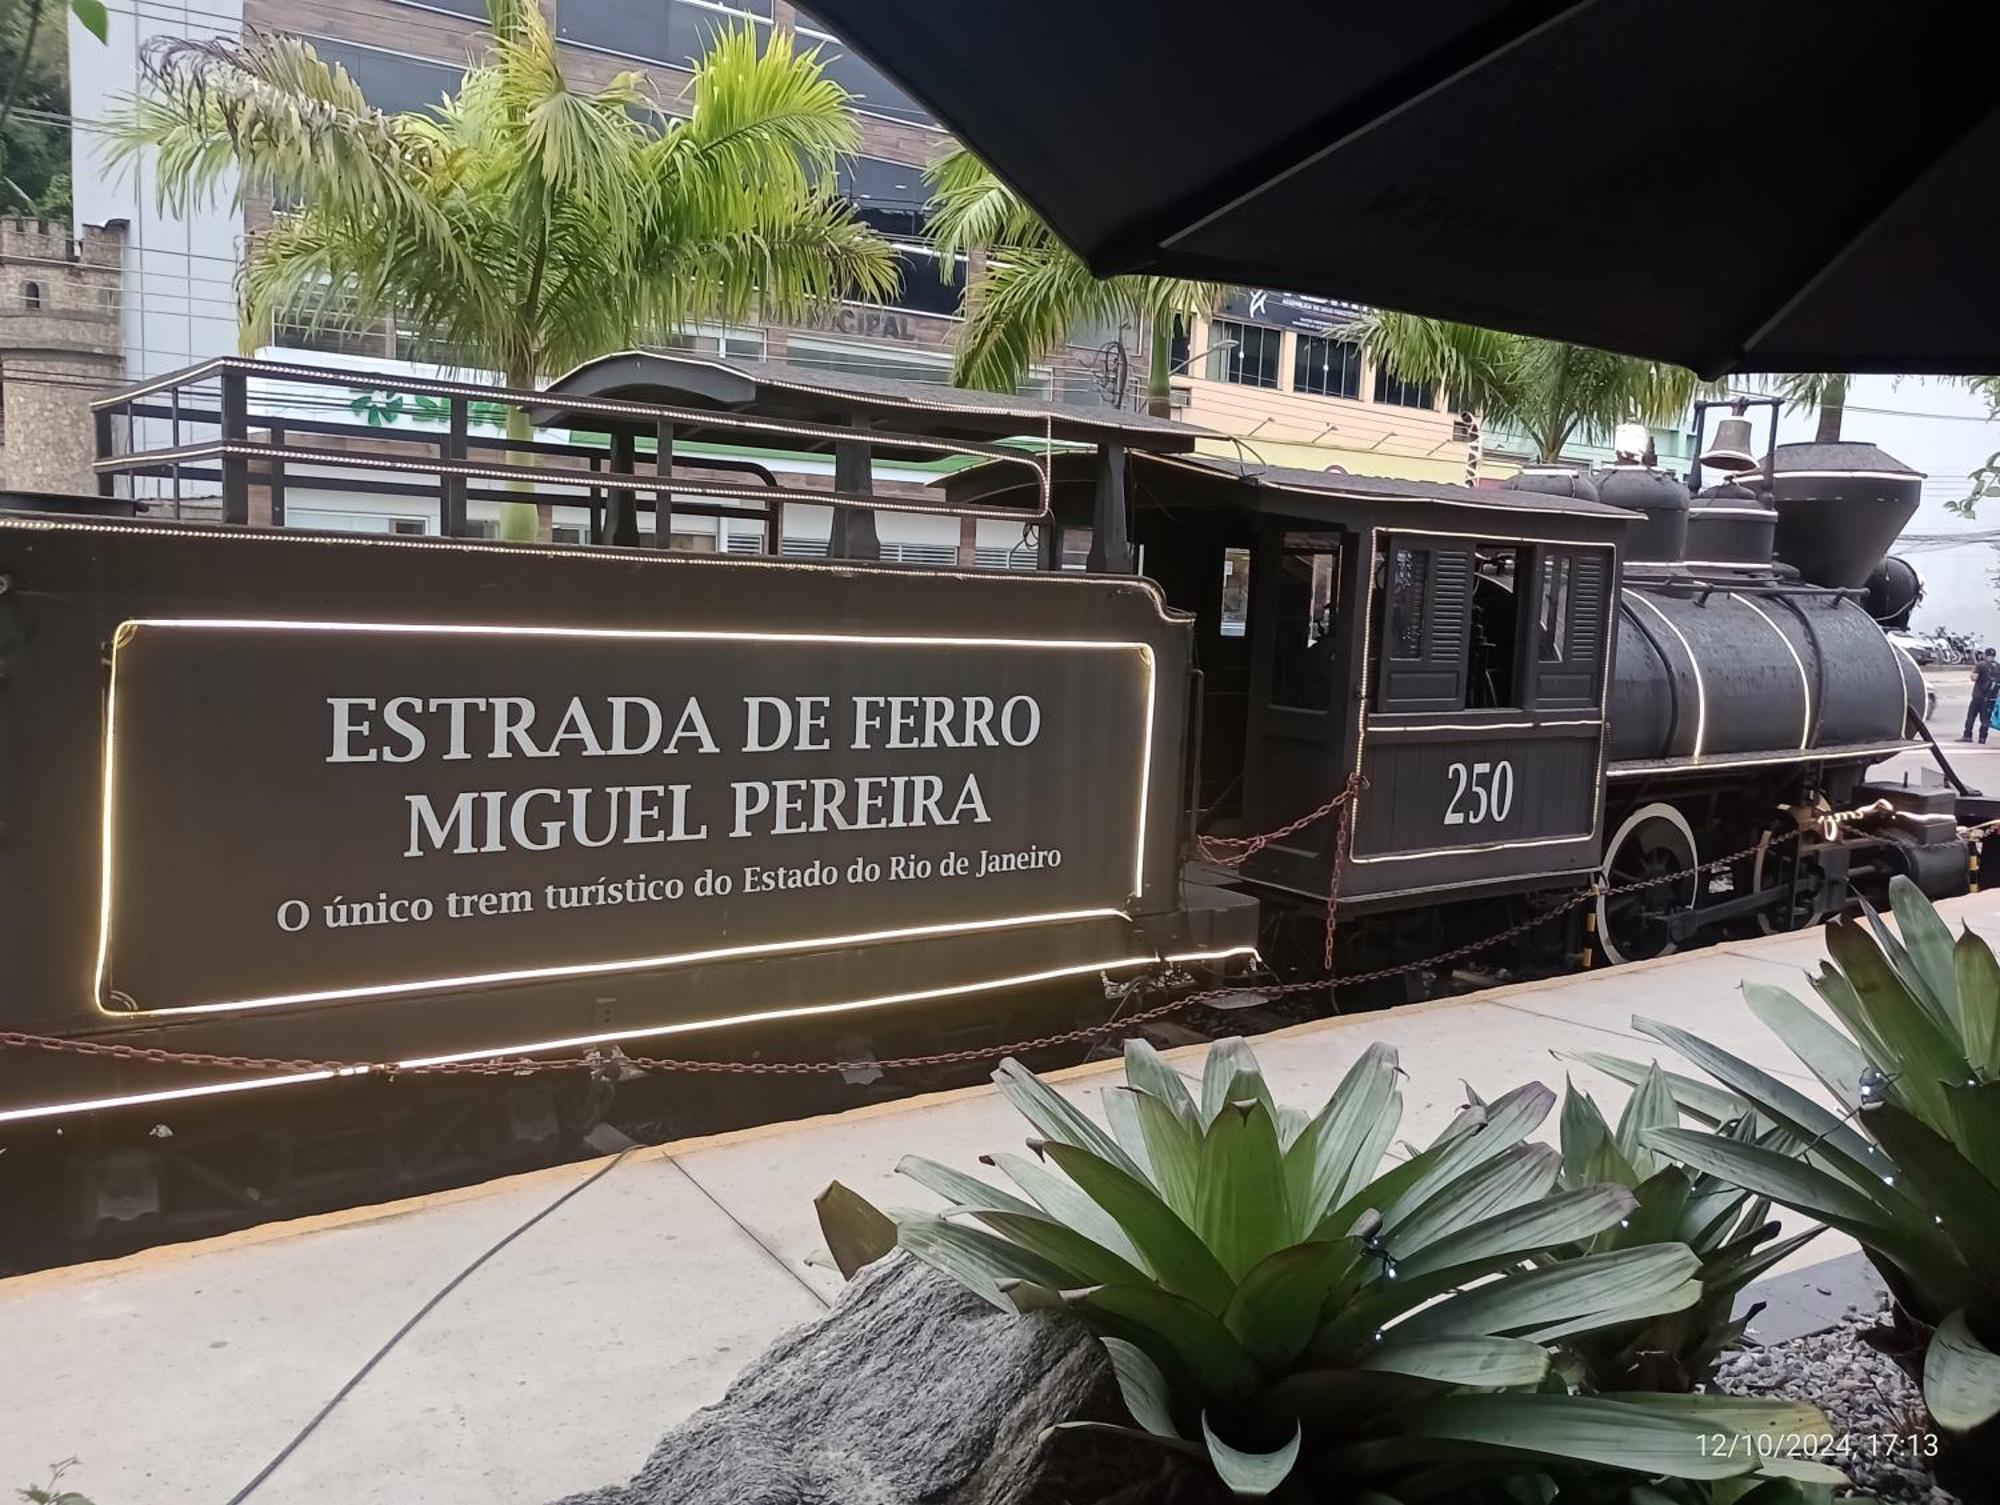 ESTRADA DE FERRO
MIGUEL PEREIRA
O único trem turístico do Estado do Rio de Janeiro
250
12/10/2024, 17:13